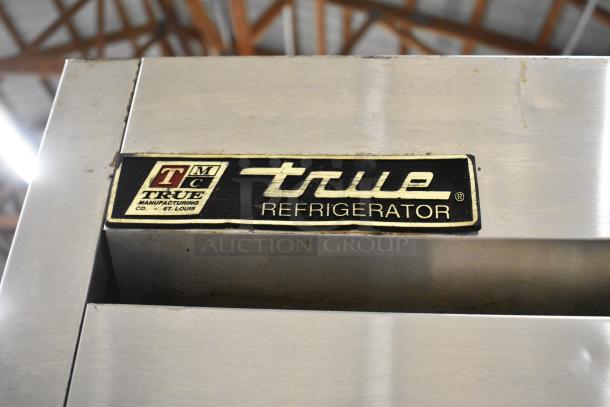 T M
C
TRUE
MANUFACTURING
CO. - ST. LOUIS
true ®
REFRIGERATOR
AUCTION GROUP